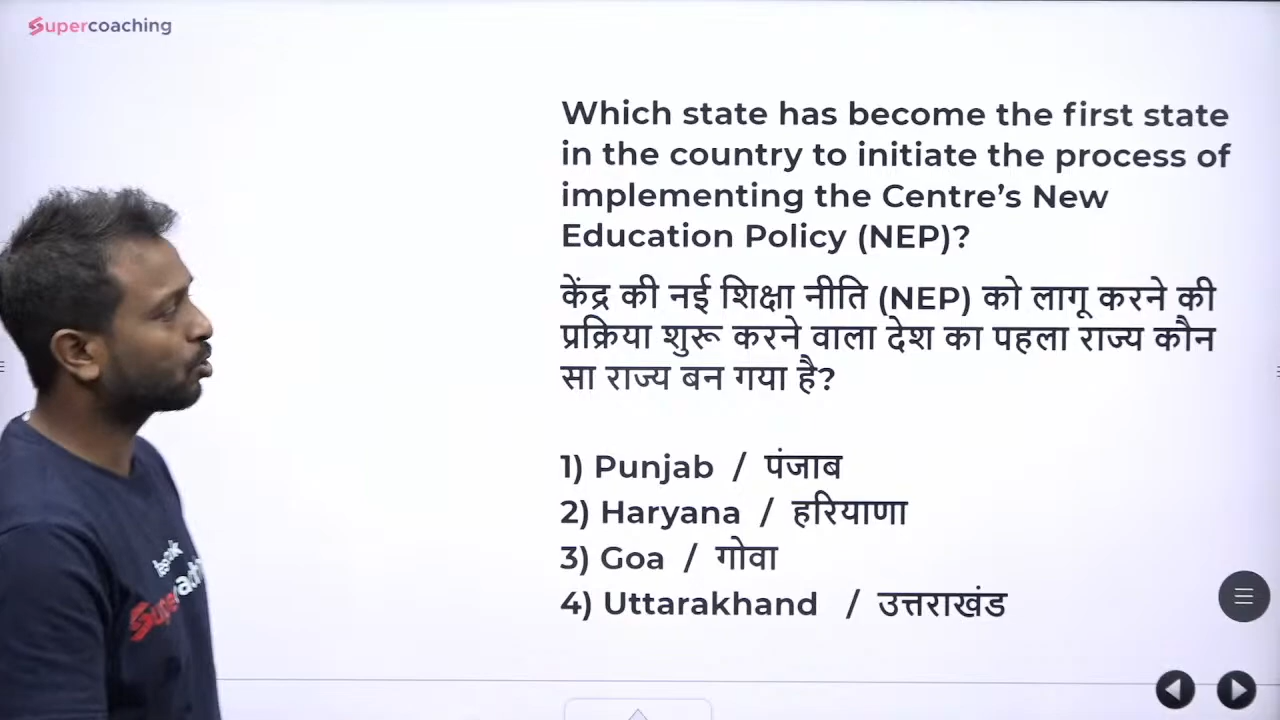 Supercoaching
Which state has become the first state
in the country to initiate the process of
implementing the Centre's New
Education Policy (NEP)?
केंद्र की नई शिक्षा नीति (NEP) को लागू करने की
प्रक्रिया शुरू करने वाला देश का पहला राज्य कौन
सा राज्य बन गया है?
1) Punjab / पंजाब
2) Haryana / हरियाणा
3) Goa / गोवा
4) Uttarakhand / उत्तराखंड